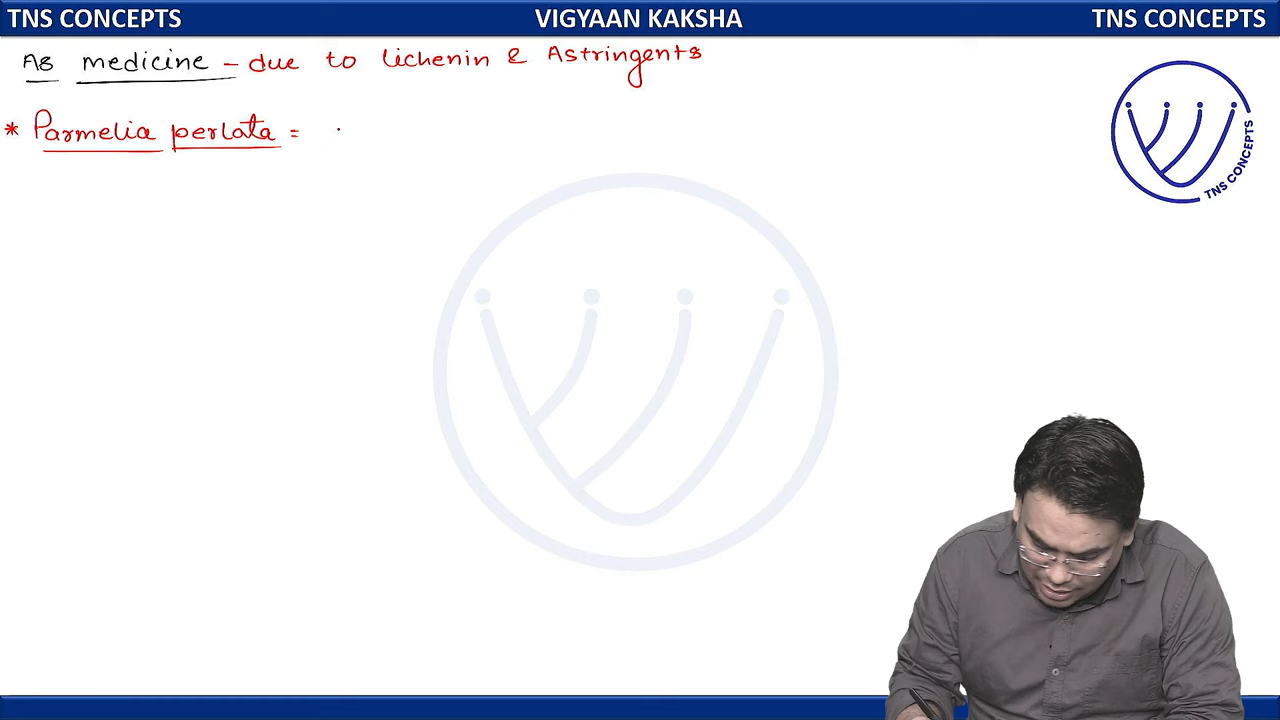 TNS CONCEPTS VIGYAAN KAKSHA TNS CONCEPTS
As medicine - due to lichenin & Astringents
* Parmelia perlata =
TNS CONCEPTS